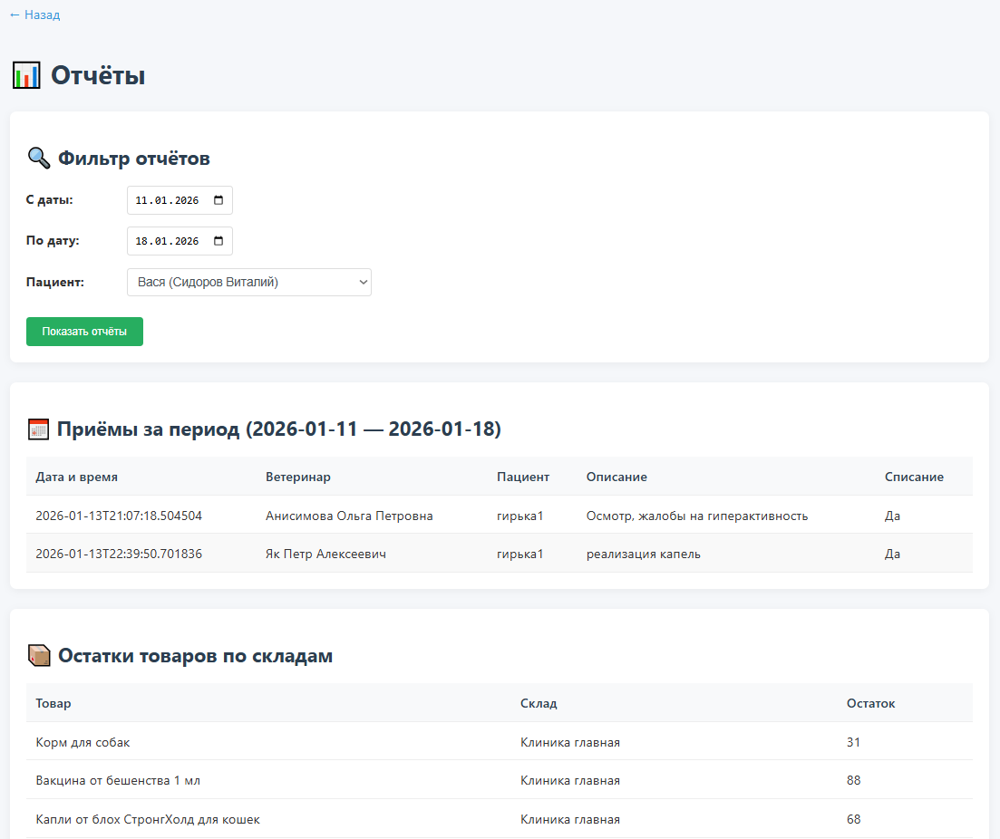 ← Назад
Отчёты
Фильтр отчётов
С даты: 11.01.2026
По дату: 18.01.2026
Пациент: Вася (Сидоров Виталий)
Показать отчёты
Приёмы за период (2026-01-11 — 2026-01-18)
Дата и время Ветеринар Пациент Описание Списание
2026-01-13T21:07:18.504504 Анисимова Ольга Петровна гирька1 Осмотр, жалобы на гиперактивность Да
2026-01-13T22:39:50.701836 Як Петр Алексеевич гирька1 реализация капель Да
Остатки товаров по складам
Товар Склад Остаток
Корм для собак Клиника главная 31
Вакцина от бешенства 1 мл Клиника главная 88
Капли от блох СтронгХолд для кошек Клиника главная 68